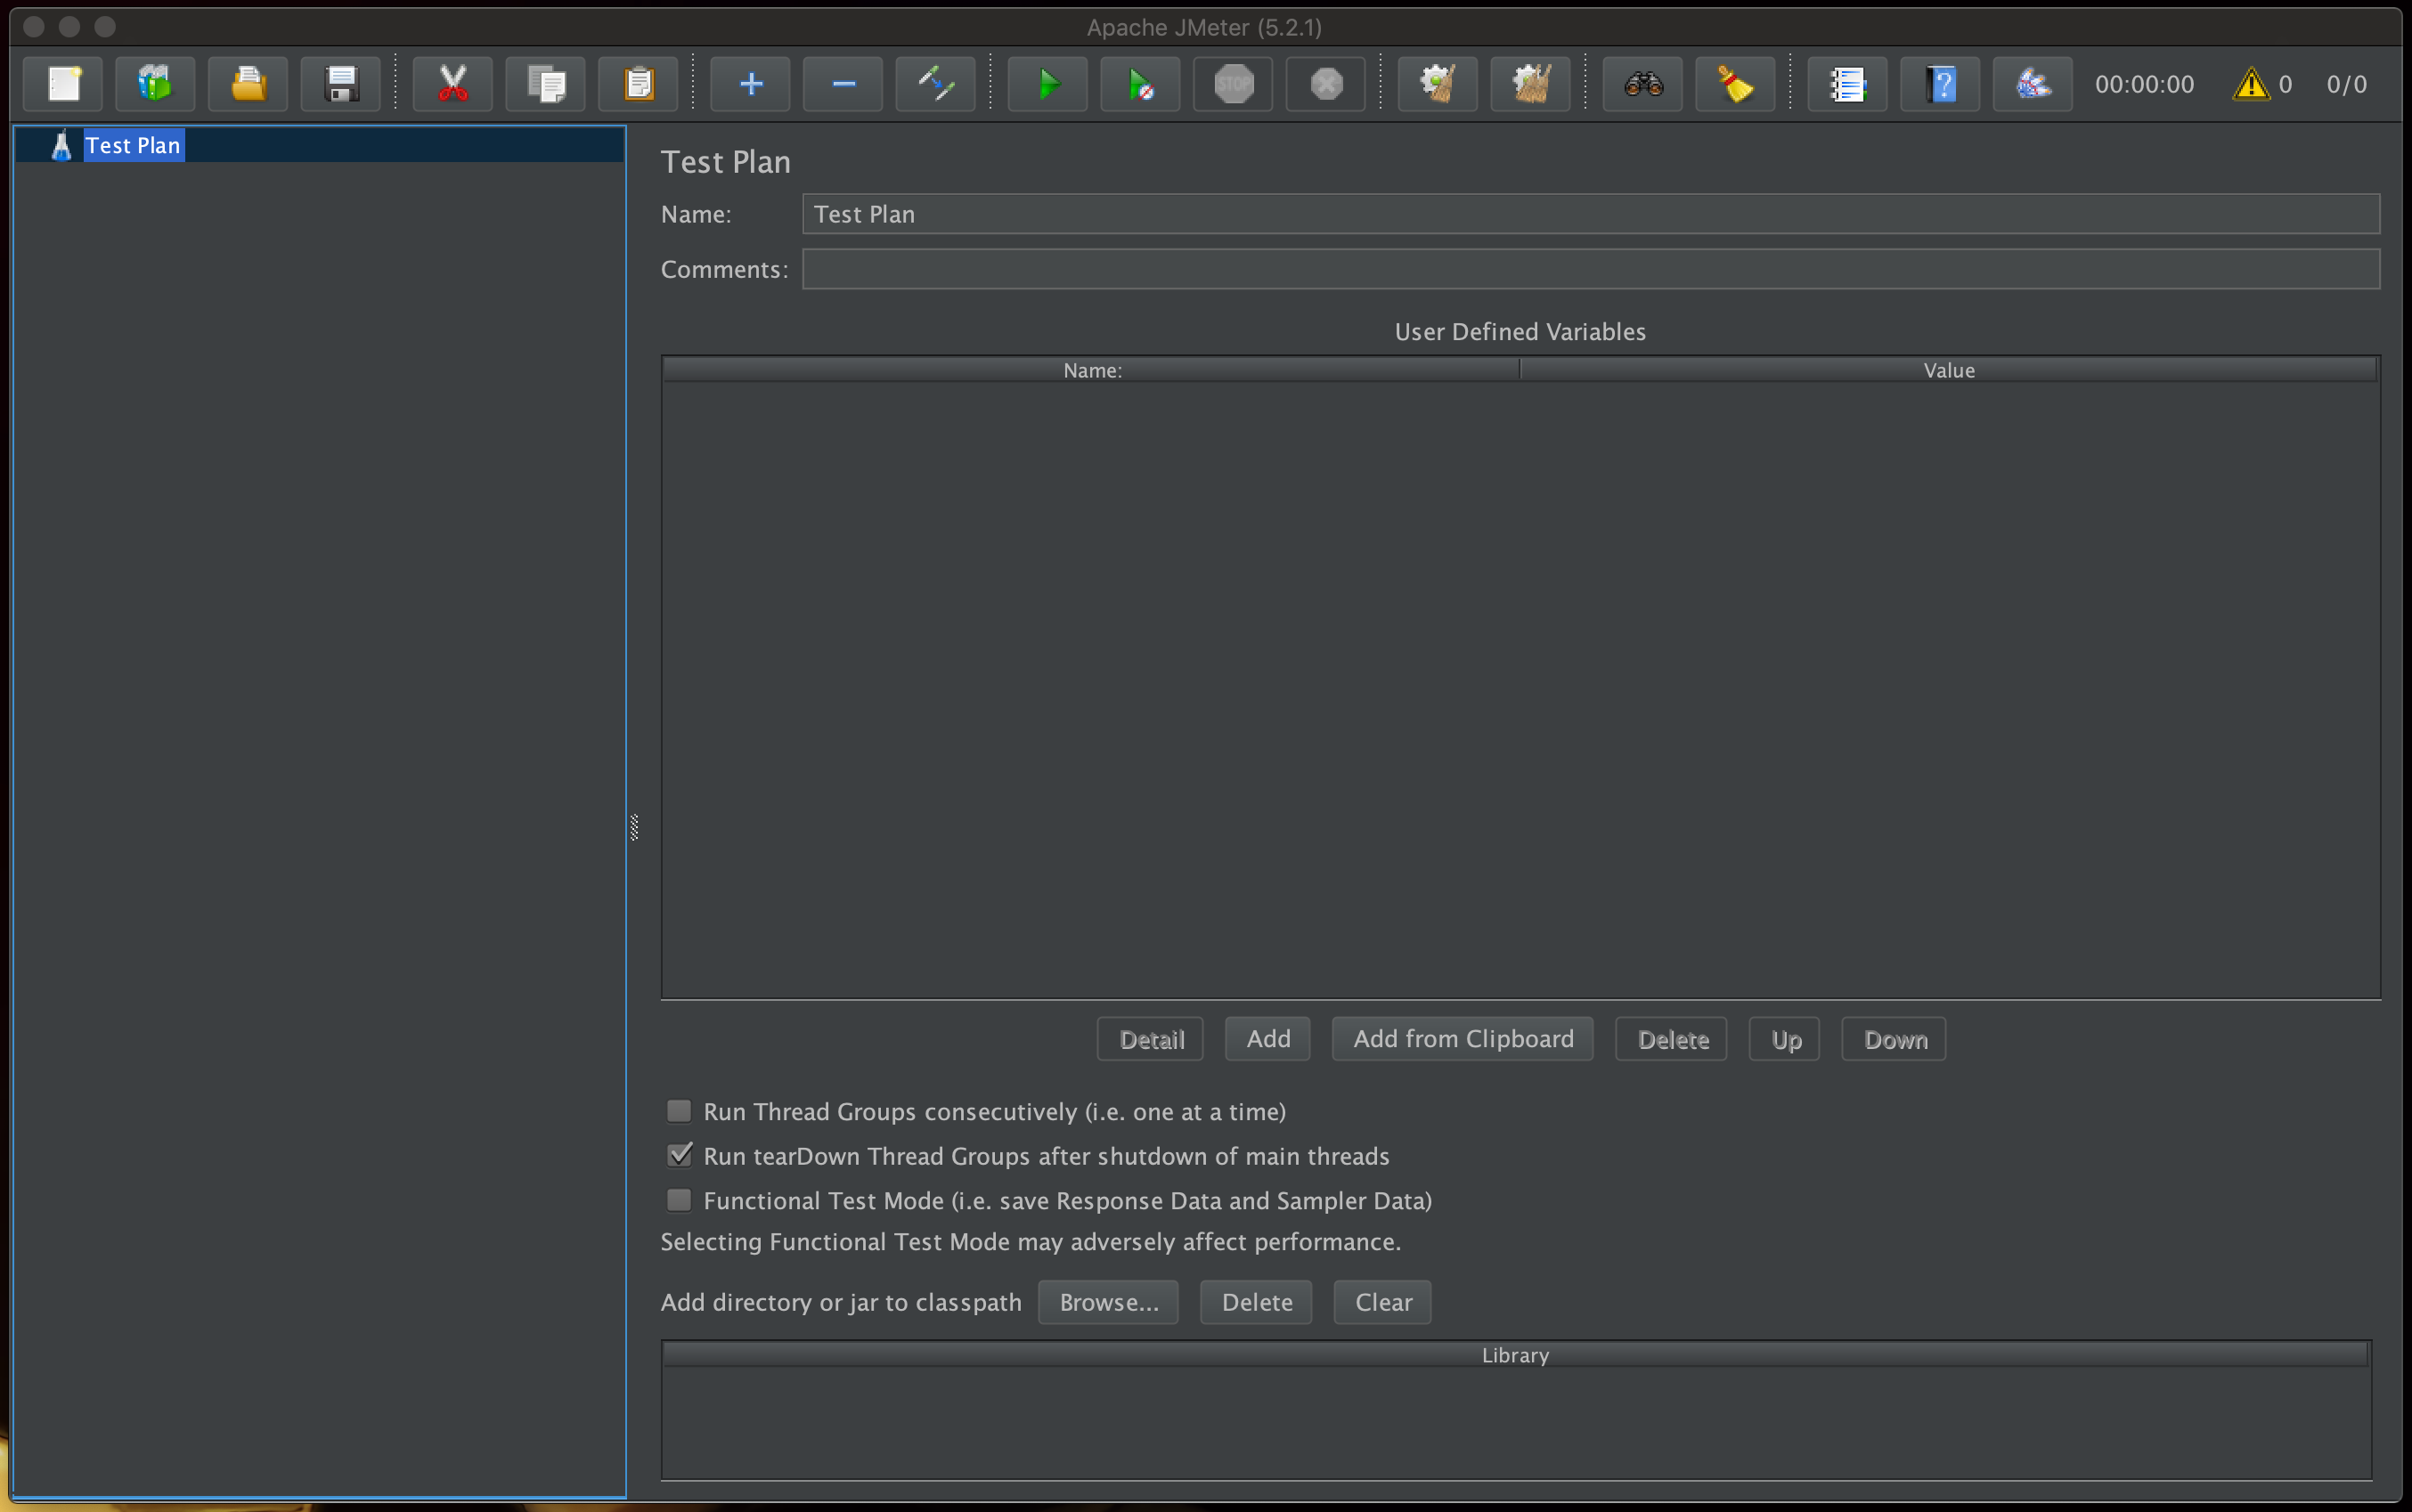 Apache JMeter (5.2.1)
STOP
?
00:00:00
0
0/0
Test Plan
Test Plan
Name:
Test Plan
Comments:
User Defined Variables
Name:
Value
Detail
Add
Add from Clipboard
Delete
Up
Down
Run Thread Groups consecutively (i.e. one at a time)
Run tearDown Thread Groups after shutdown of main threads
Functional Test Mode (i.e. save Response Data and Sampler Data)
Selecting Functional Test Mode may adversely affect performance.
Add directory or jar to classpath
Browse...
Delete
Clear
Library